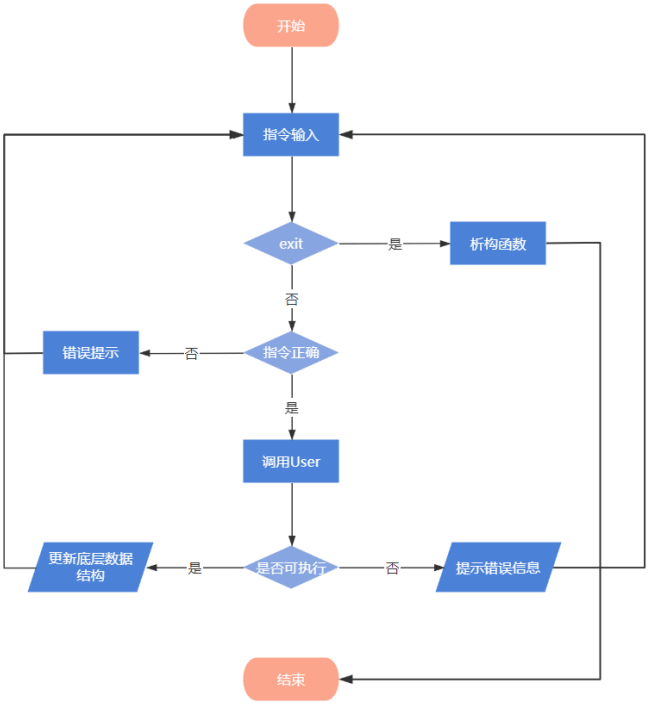 开始
指令输入
exit
是
析构函数
否
错误提示
否
指令正确
是
调用User
更新底层数据
结构
是
是否可执行
否
提示错误信息
结束